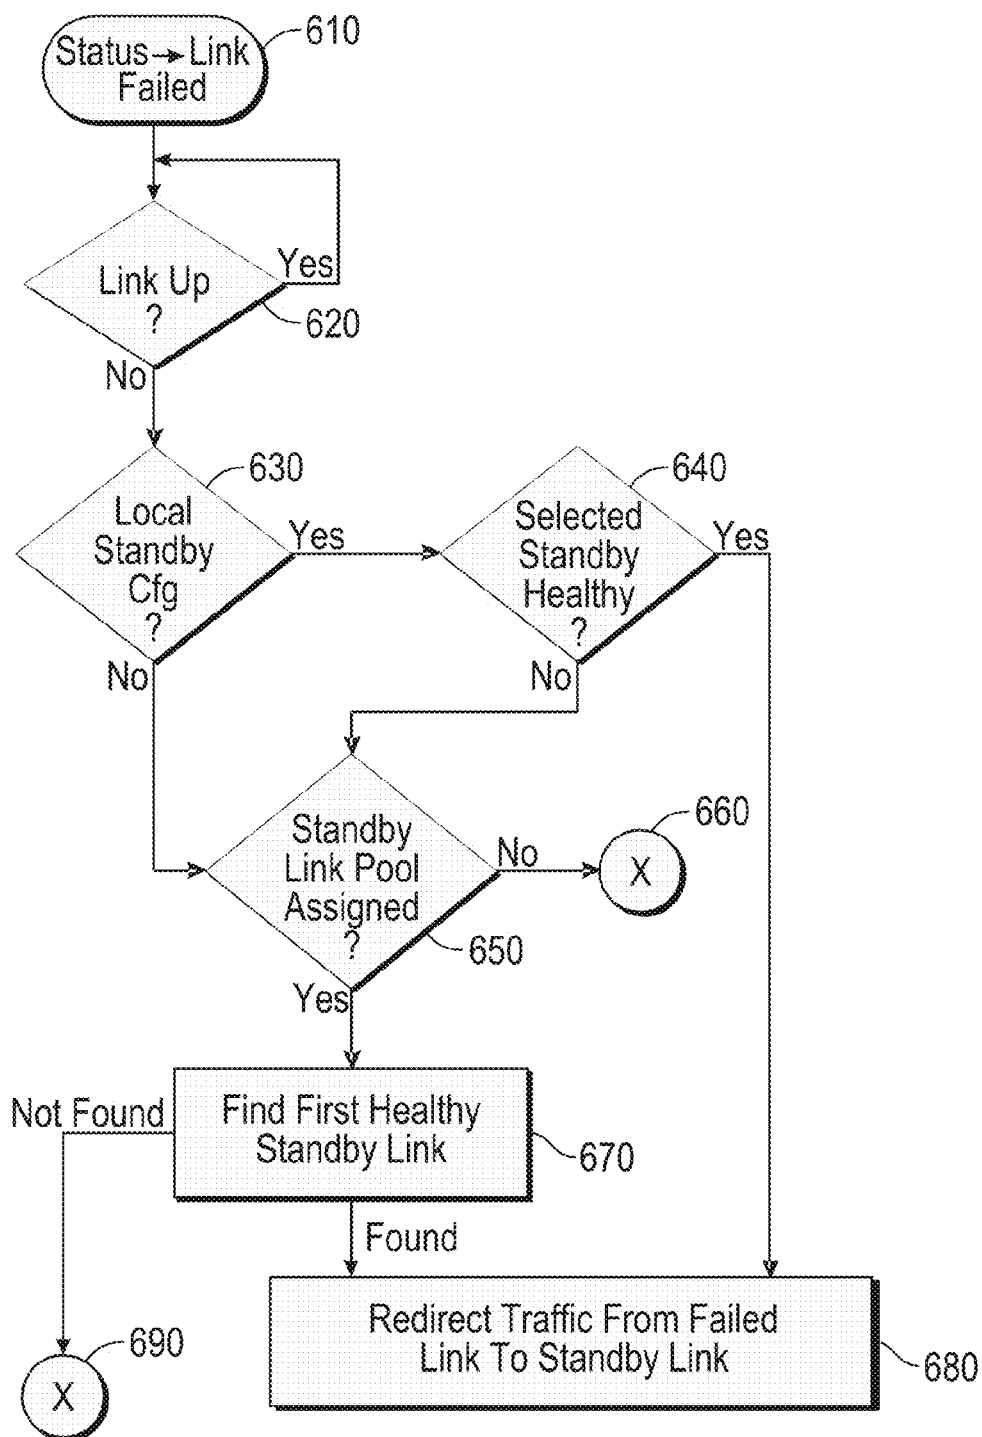 Status→Link
Failed
610
Yes
Link Up
?
620
No
630
Local
Standby
Cfg
?
Yes
No
640
Selected
Standby
Healthy
?
Yes
No
Standby
Link Pool
Assigned
?
No
660
X
650
Yes
Not Found
Find First Healthy
Standby Link
670
Found
Redirect Traffic From Failed
Link To Standby Link
680
690
X